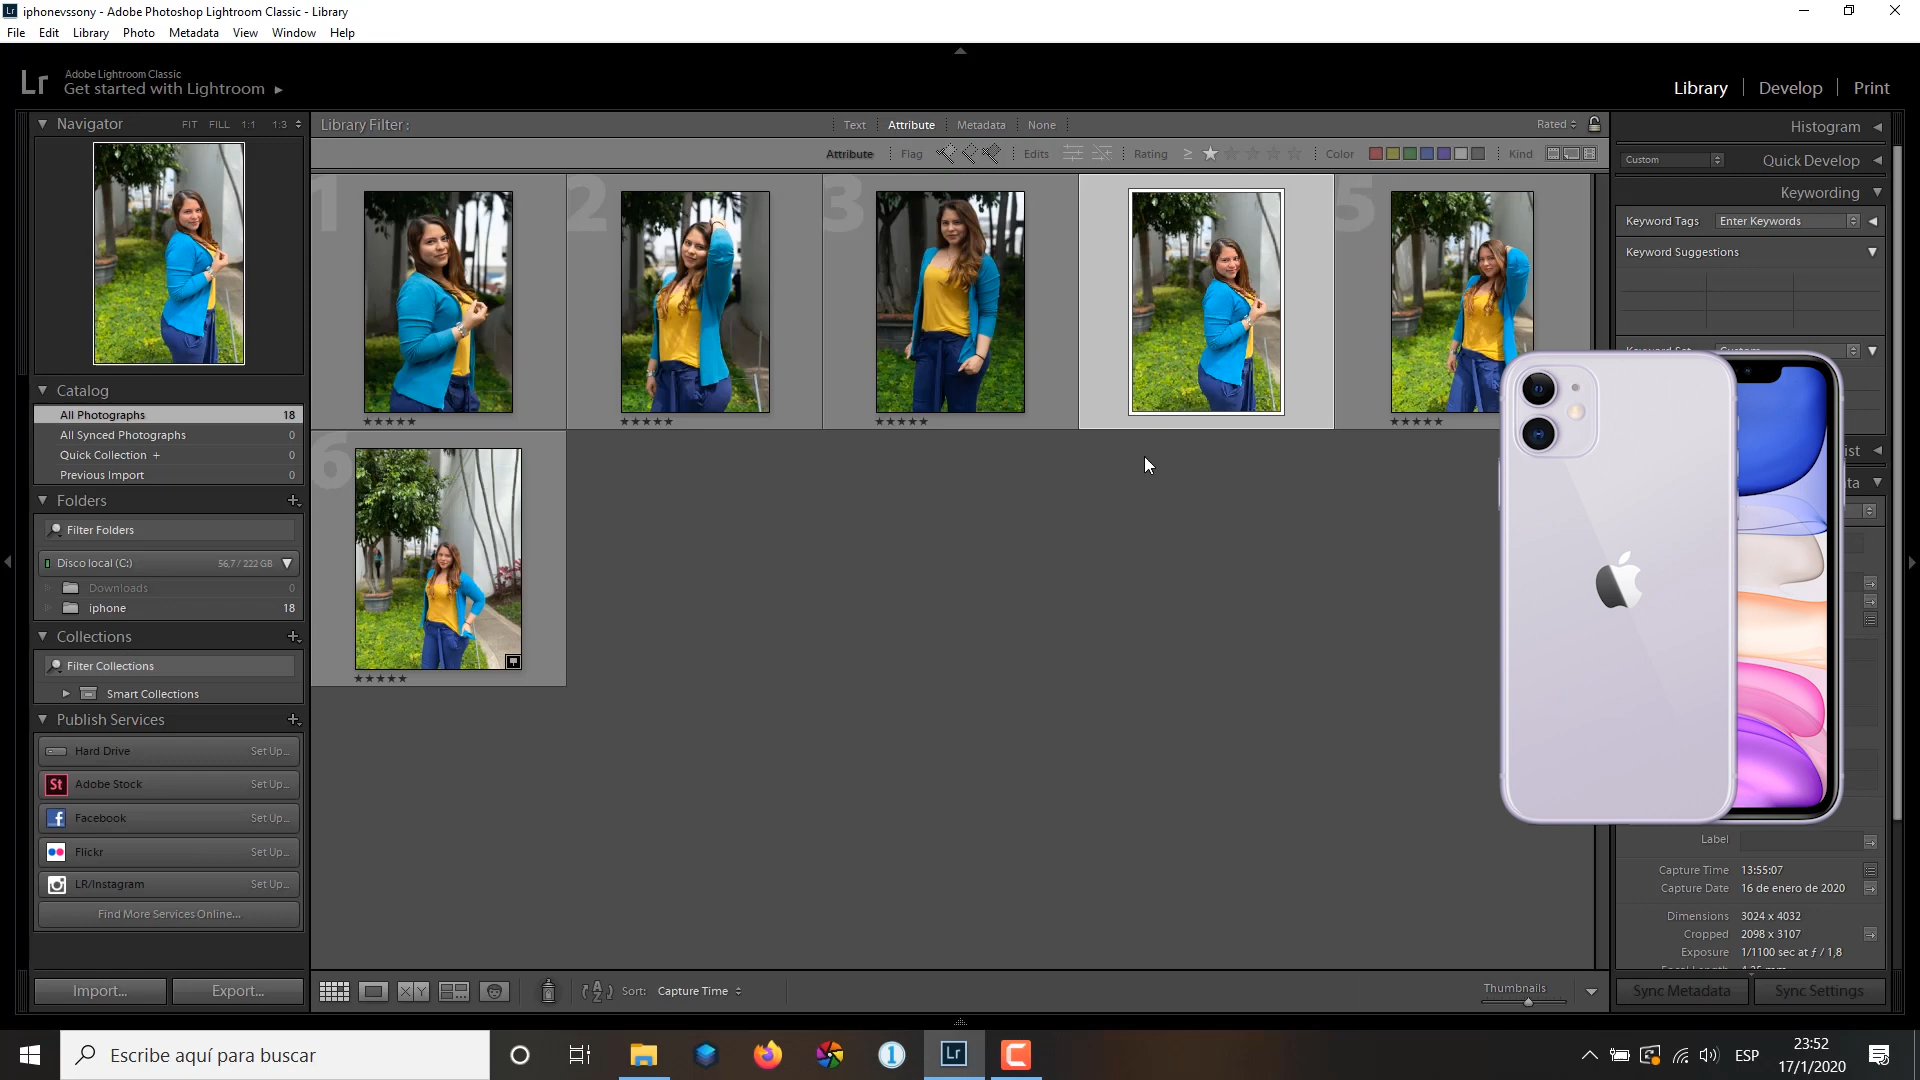 iphonevssony - Adobe Photoshop Lightroom Classic - Library
File Edit Library Photo Metadata View Window Help
Lr
Adobe Lightroom Classic
Get started with Lightroom
Library Develop Print
Navigator FIT FILL 1:1 1:3
Library Filter : Text Attribute Metadata None Rated
Attribute Flag Edits Rating ≥ Color Kind
Histogram
Custom Quick Develop
Keywording
Keyword Tags Enter Keywords
Keyword Suggestions
1 2 3 5
6
Catalog
All Photographs 18
All Synced Photographs 0
Quick Collection + 0
Previous Import 0
Folders
Filter Folders
Disco local (C:) 56,7 / 222 GB
Downloads 0
iphone 18
Collections
Filter Collections
Smart Collections
Publish Services
Hard Drive Set Up...
St Adobe Stock Set Up...
Facebook Set Up...
Flickr Set Up...
LR/Instagram Set Up...
Find More Services Online...
Import... Export...
Label
Capture Time 13:55:07
Capture Date 16 de enero de 2020
Dimensions 3024 x 4032
Cropped 2098 x 3107
Exposure 1/1100 sec at ƒ / 1,8
Sort: Capture Time
Thumbnails
Sync Metadata Sync Settings
Escribe aquí para buscar
Lr
ESP
23:52
17/1/2020